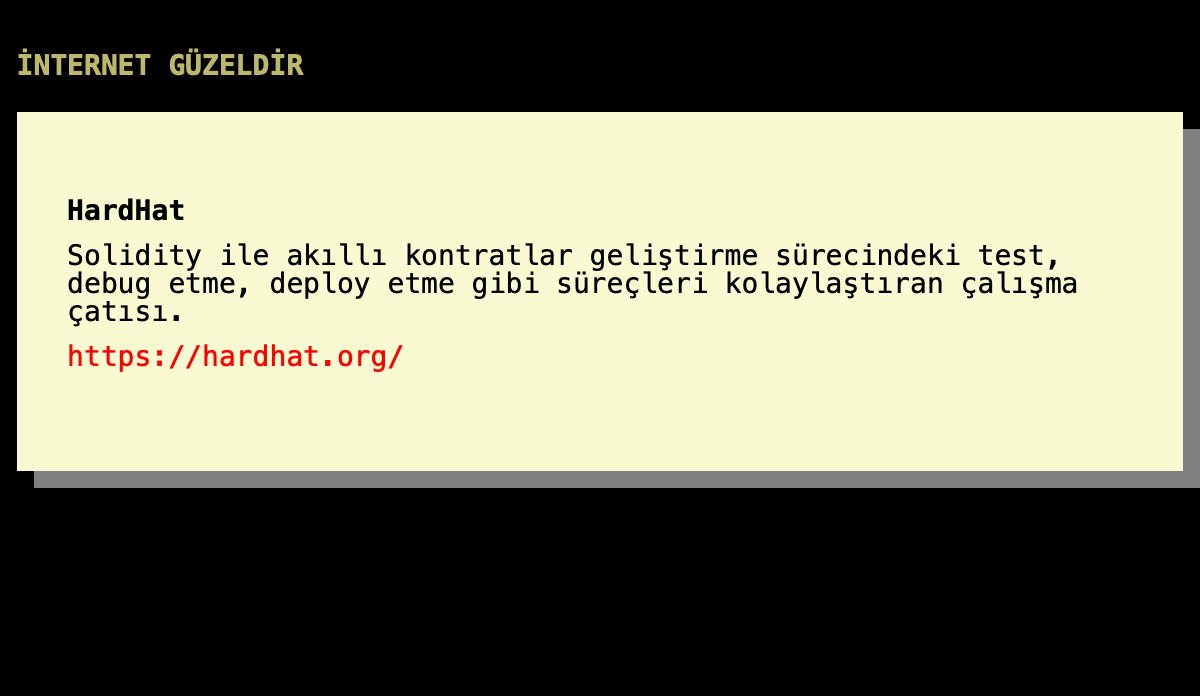 İNTERNET GÜZELDİR
HardHat
Solidity ile akıllı kontratlar geliştirme sürecindeki test,
debug etme, deploy etme gibi süreçleri kolaylaştıran çalışma
çatısı.
https://hardhat.org/